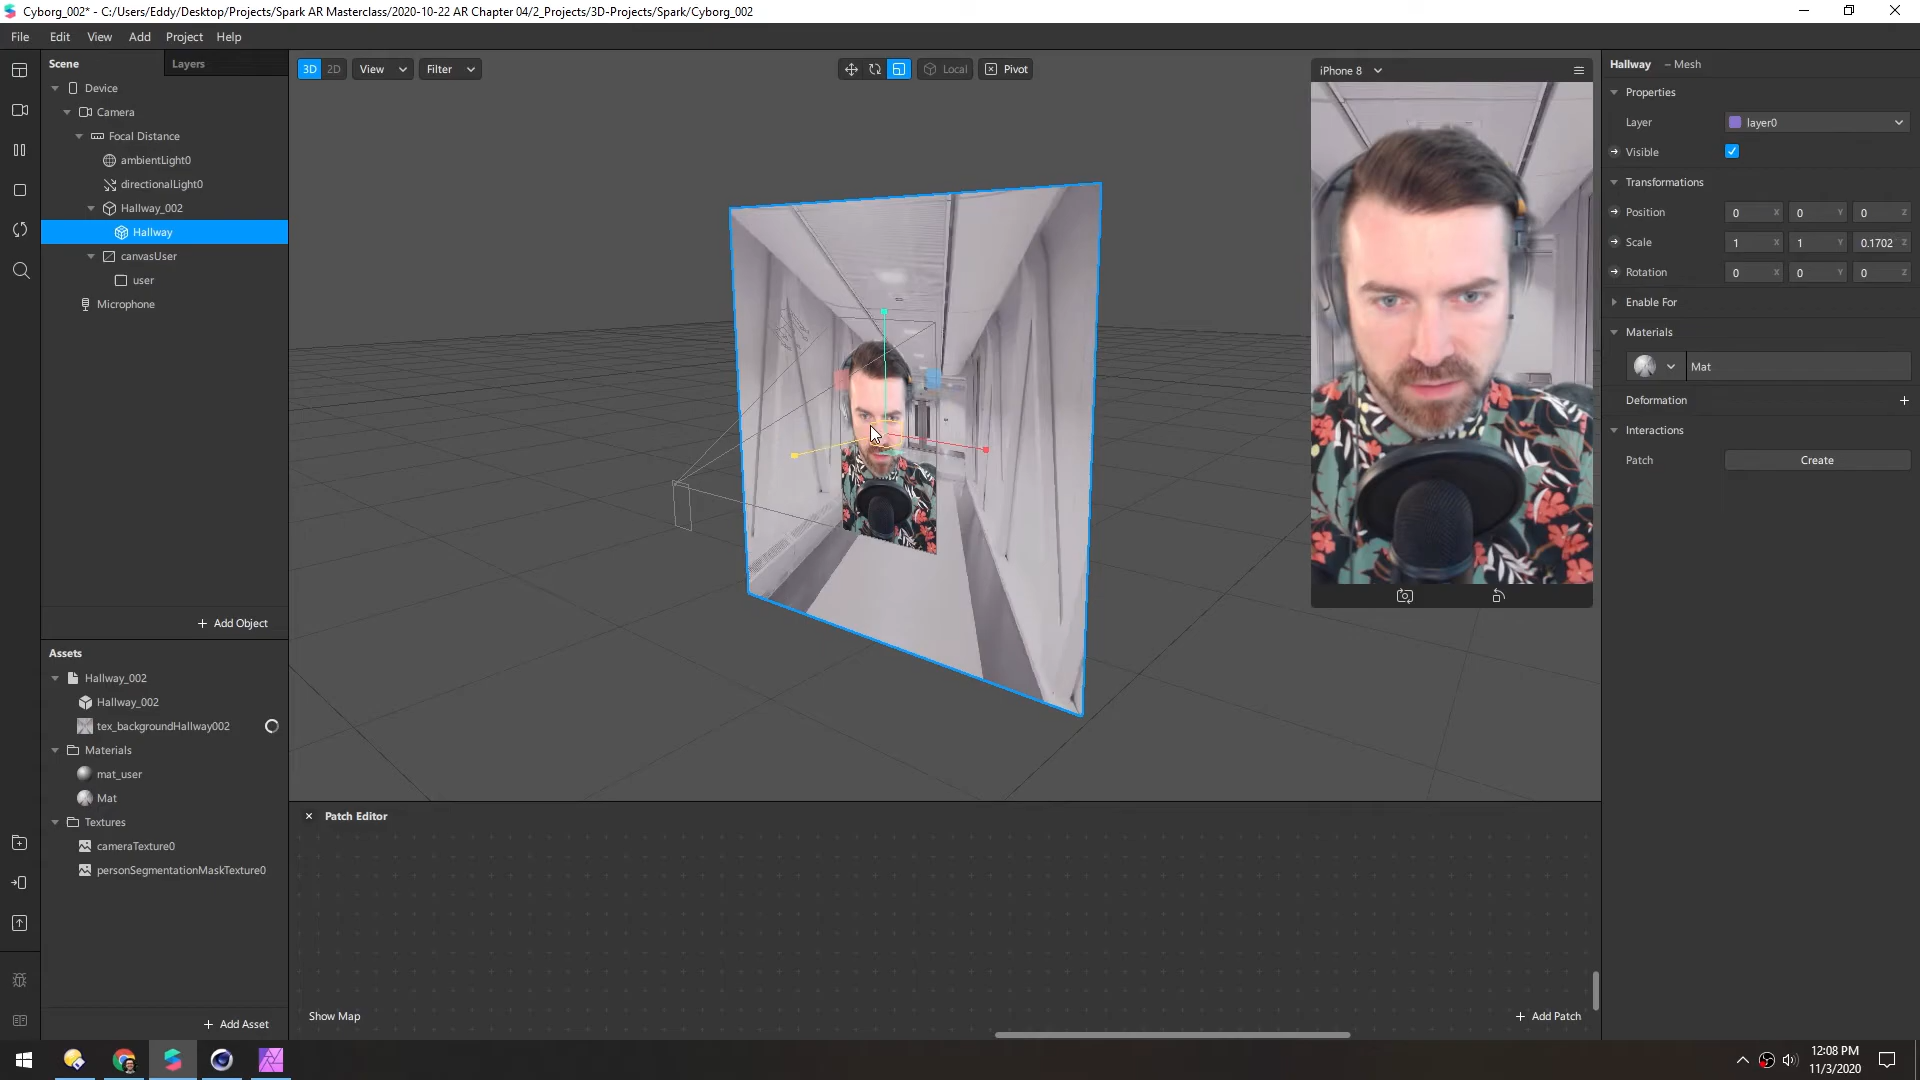 Cyborg_002* - C:/Users/Eddy/Desktop/Projects/Spark AR Masterclass/2020-10-22 AR Chapter 04/2_Projects/3D-Projects/Spark/Cyborg_002
File Edit View Add Project Help
Scene Layers
Device
Camera
Focal Distance
ambientLight0
directionalLight0
Hallway_002
Hallway
canvasUser
user
Microphone
+ Add Object
Assets
Hallway_002
Hallway_002
tex_backgroundHallway002
Materials
mat_user
Mat
Textures
cameraTexture0
personSegmentationMaskTexture0
+ Add Asset
3D 2D View Filter Local Pivot
iPhone 8
Hallway – Mesh
Properties
Layer layer0
Visible
Transformations
Position 0 X 0 Y 0 Z
Scale 1 X 1 Y 0.1702 Z
Rotation 0 X 0 Y 0 Z
Enable For
Materials
Mat
Deformation +
Interactions
Patch Create
Patch Editor
Show Map
+ Add Patch
12:08 PM
11/3/2020